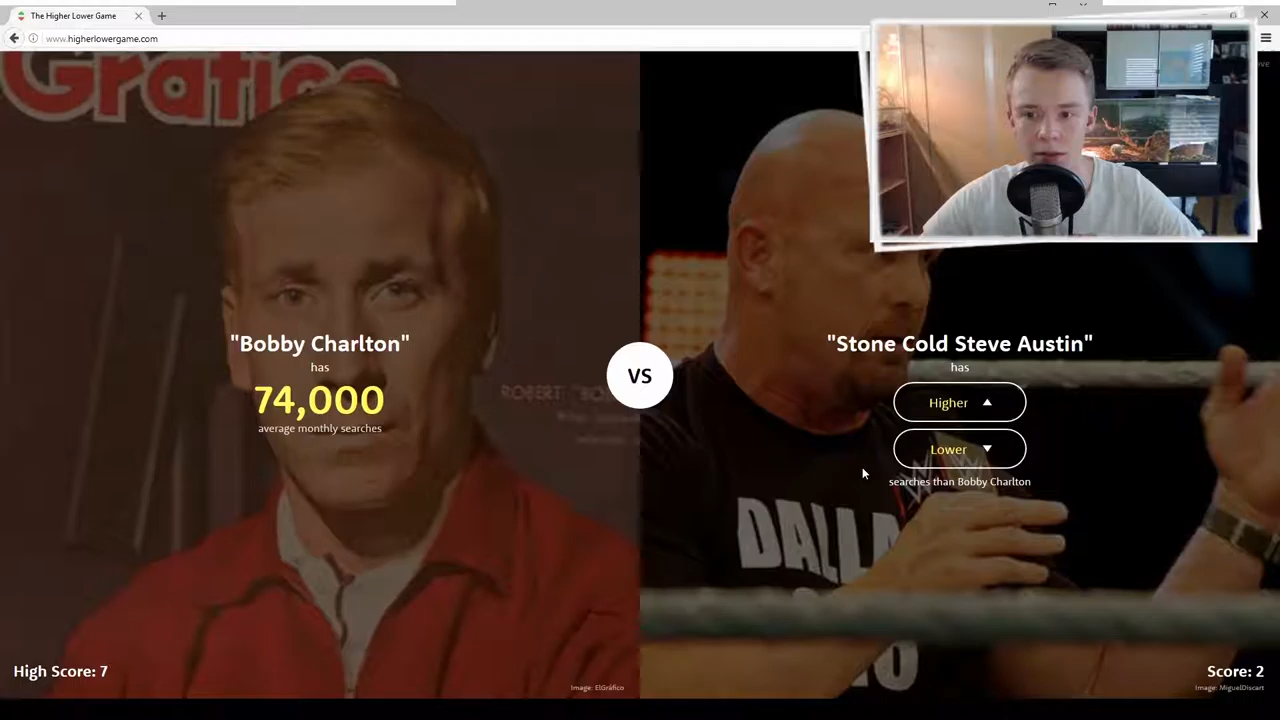 The Higher Lower Game
www.higherlowergame.com
Gráfico
"Bobby Charlton"
has
74,000
average monthly searches
VS
"Stone Cold Steve Austin"
has
Higher
Lower
searches than Bobby Charlton
DALLA
High Score: 7
Image: ElGráfico
Score: 2
Image: MiguelDiscart